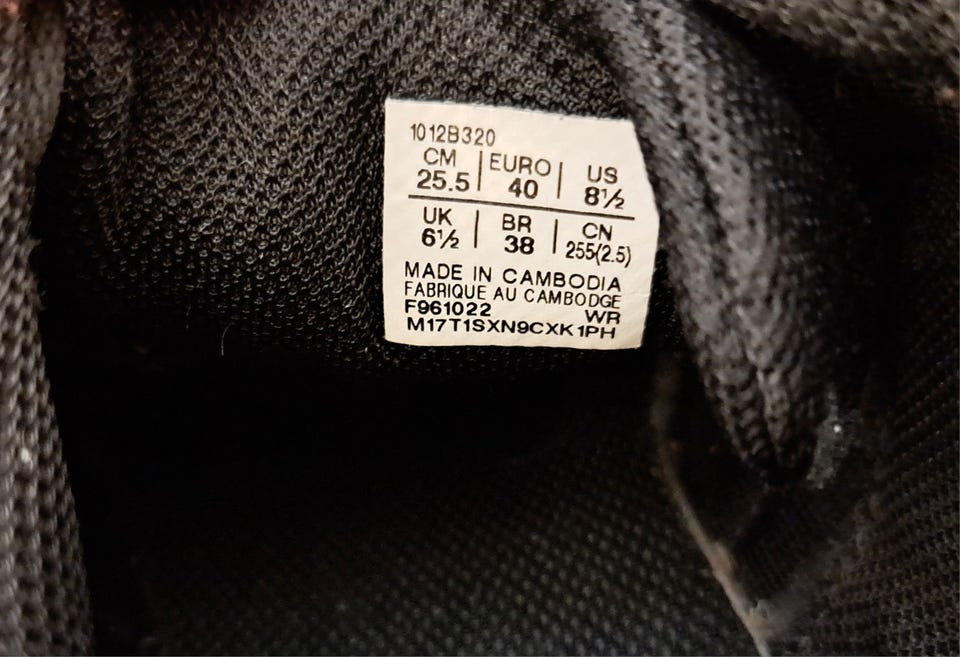 1012B320
CM | EURO | US
25.5 | 40 | 8½
UK | BR | CN
6½ | 38 | 255(2.5)
MADE IN CAMBODIA
FABRIQUE AU CAMBODGE
F961022 WR
M17T1SXN9CXK1PH